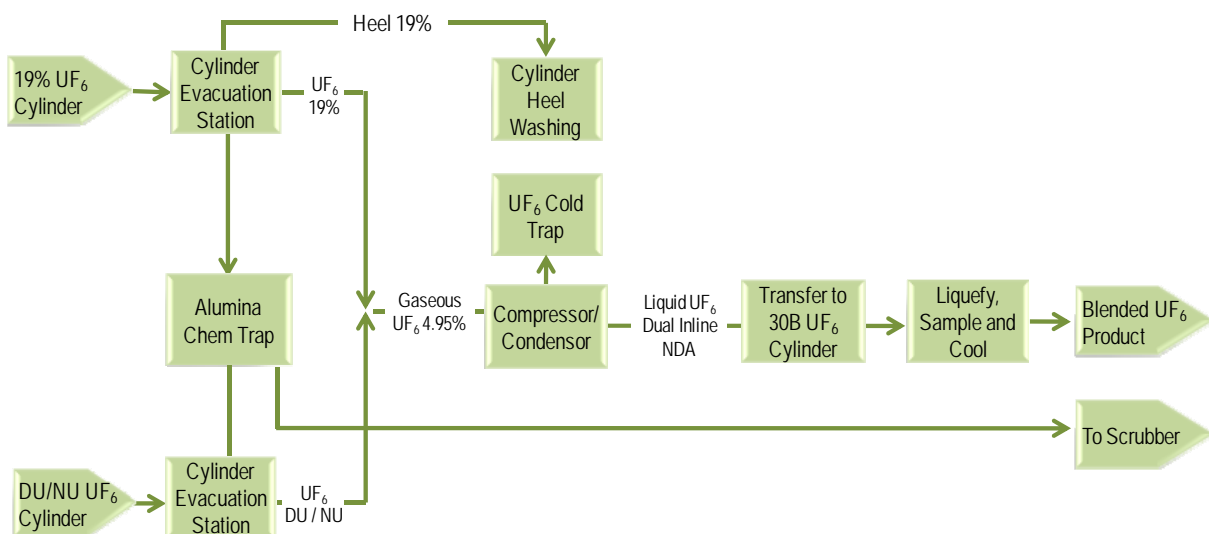 Heel 19%
19% UF₆
Cylinder
Cylinder
Evacuation
Station
UF₆
19%
Cylinder
Heel
Washing
UF₆ Cold
Trap
Alumina
Chem Trap
Gaseous
UF₆ 4.95%
Compressor/
Condensor
Liquid UF₆
Dual Inline
NDA
Transfer to
30B UF₆
Cylinder
Liquefy,
Sample and
Cool
Blended UF₆
Product
To Scrubber
DU/NU UF₆
Cylinder
Cylinder
Evacuation
Station
UF₆
DU / NU